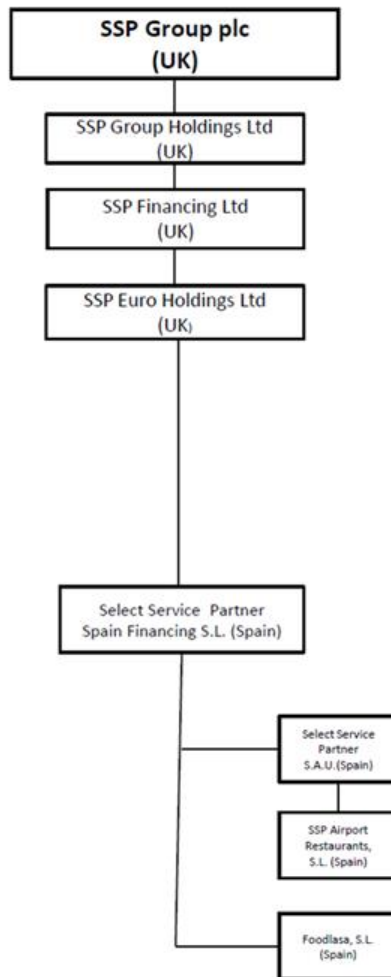 SSP Group plc
(UK)
SSP Group Holdings Ltd
(UK)
SSP Financing Ltd
(UK)
SSP Euro Holdings Ltd
(UK)
Select Service Partner
Spain Financing S.L. (Spain)
Select Service
Partner
S.A.U.(Spain)
SSP Airport
Restaurants,
S.L. (Spain)
Foodlasa, S.L.
(Spain)